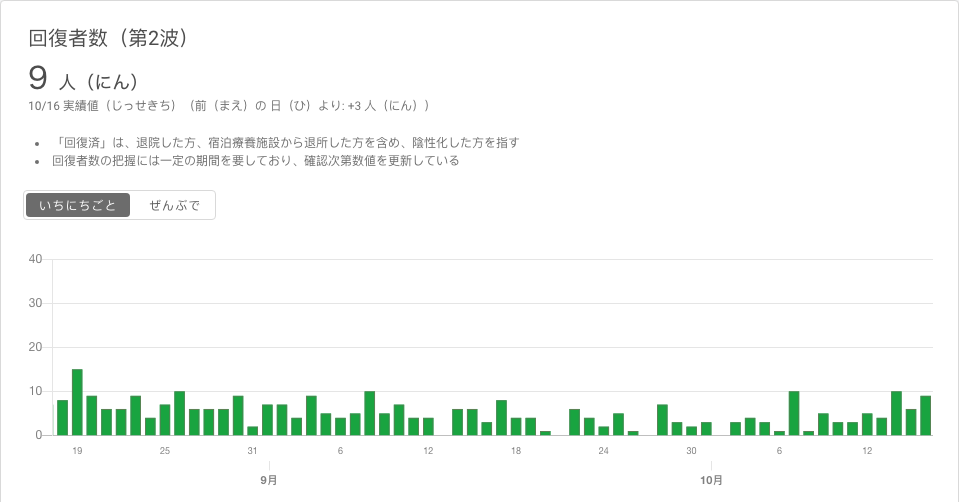 回復者数（第2波）
9 人（にん）
10/16 実績値（じっせきち）（前（まえ）の 日（ひ）より: +3 人（にん））
• 「回復済」は、退院した方、宿泊療養施設から退所した方を含め、陰性化した方を指す
• 回復者数の把握には一定の期間を要しており、確認次第数値を更新している
いちにちごと ぜんぶで
40
30
20
10
0
19 25 31 6 12 18 24 30 6 12
9月 10月